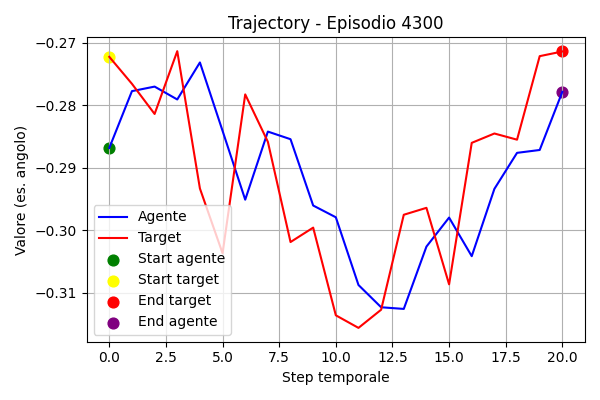 Trajectory - Episodio 4300
Valore (es. angolo)
−0.27
−0.28
−0.29
−0.30
−0.31
Agente
Target
Start agente
Start target
End target
End agente
0.0 2.5 5.0 7.5 10.0 12.5 15.0 17.5 20.0
Step temporale